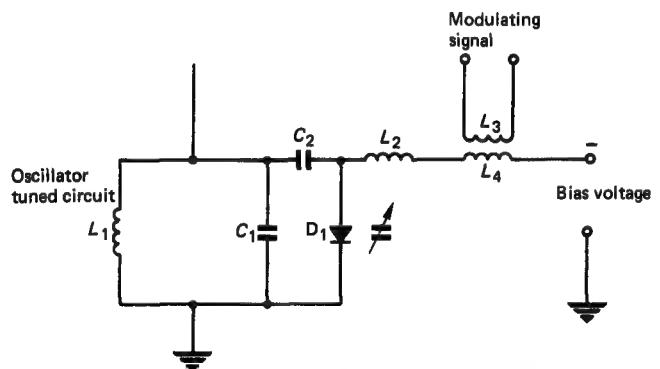 Modulating
signal
L3
C2
L2
L4
–
Oscillator
tuned circuit
Bias voltage
L1
C1
D1